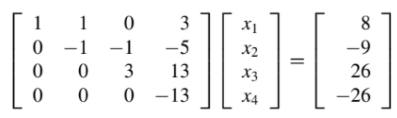 1 1 0 3 x₁ 8
0 −1 −1 −5 x₂ −9
0 0 3 13 x₃ = 26
0 0 0 −13 x₄ −26